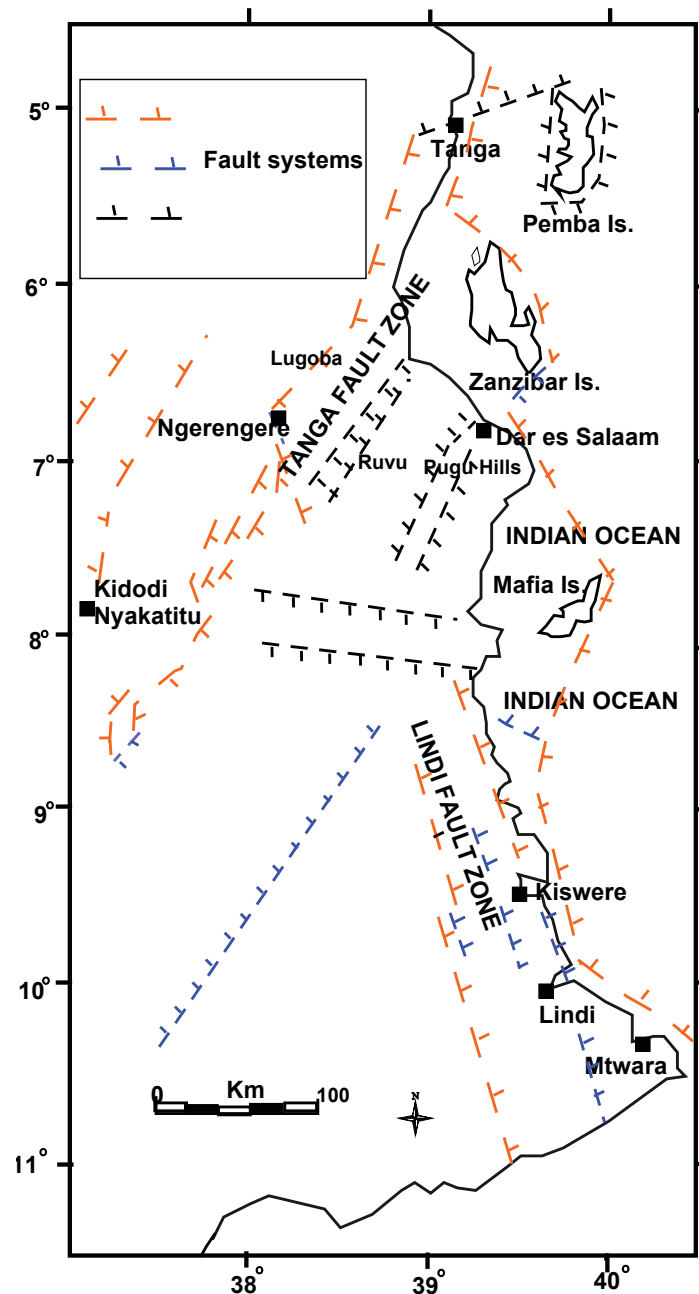 5°
Tanga
Fault systems
Pemba Is.
6°
TANGA FAULT ZONE
Lugoba
Zanzibar Is.
Ngerengere
Dar es Salaam
7°
Ruvu
Pugu Hills
INDIAN OCEAN
Kidodi
Nyakatitu
Mafia Is.
8°
INDIAN OCEAN
LINDI FAULT ZONE
9°
Kiswere
10°
Lindi
Mtwara
0 Km 100
N
11°
38° 39° 40°